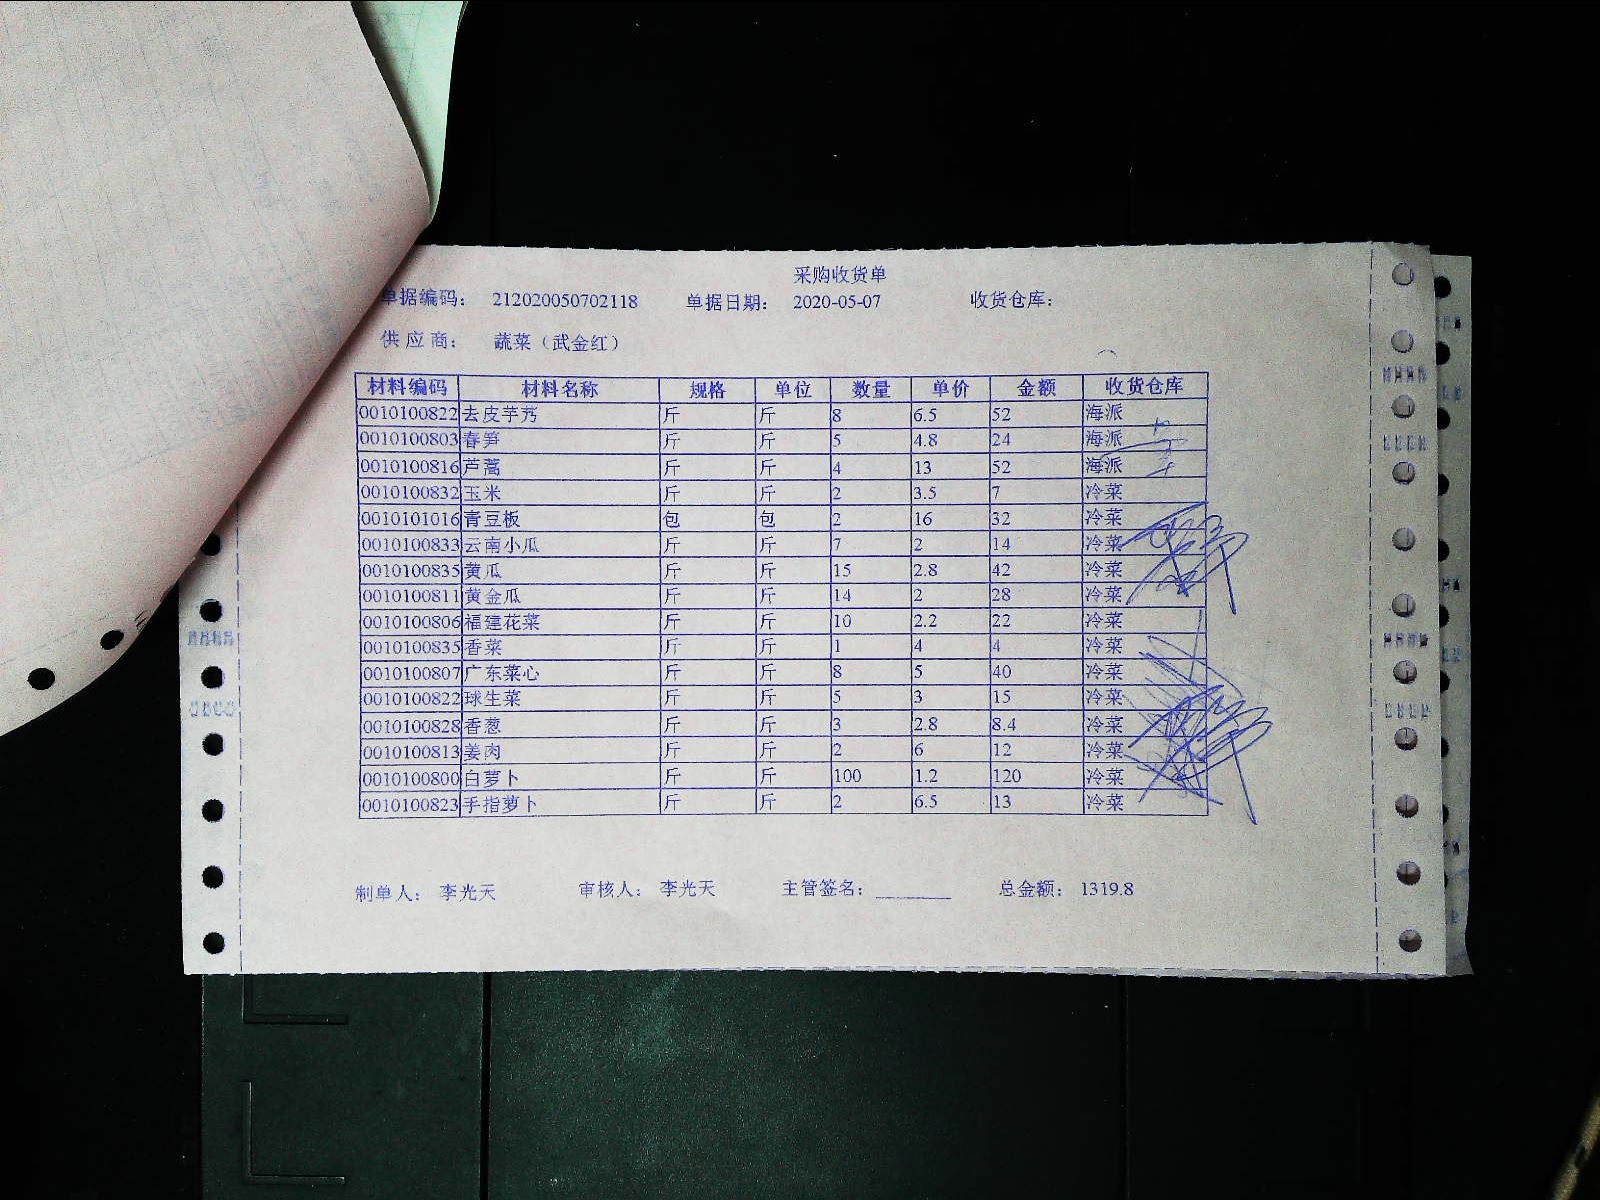 采购收货单
单据编码： 212020050702118 单据日期： 2020-05-07 收货仓库：
供 应 商： 蔬菜（武金红）
材料编码 材料名称 规格 单位 数量 单价 金额 收货仓库
0010100822 去皮芋艿 斤 斤 8 6.5 52 海派
0010100803 春笋 斤 斤 5 4.8 24 海派
0010100816 芦蒿 斤 斤 4 13 52 海派
0010100832 玉米 斤 斤 2 3.5 7 冷菜
0010101016 青豆板 包 包 2 16 32 冷菜
0010100833 云南小瓜 斤 斤 7 2 14 冷菜
0010100835 黄瓜 斤 斤 15 2.8 42 冷菜
0010100811 黄金瓜 斤 斤 14 2 28 冷菜
0010100806 福建花菜 斤 斤 10 2.2 22 冷菜
0010100835 香菜 斤 斤 1 4 4 冷菜
0010100807 广东菜心 斤 斤 8 5 40 冷菜
0010100822 球生菜 斤 斤 5 3 15 冷菜
0010100828 香葱 斤 斤 3 2.8 8.4 冷菜
0010100813 姜肉 斤 斤 2 6 12 冷菜
0010100800 白萝卜 斤 斤 100 1.2 120 冷菜
0010100823 手指萝卜 斤 斤 2 6.5 13 冷菜
制单人： 李光天 审核人： 李光天 主管签名： 总金额： 1319.8